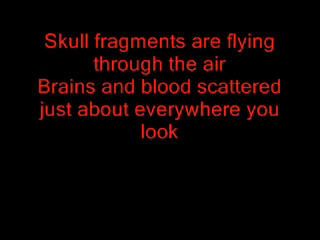 Skull fragments are flying
through the air
Brains and blood scattered
just about everywhere you
look